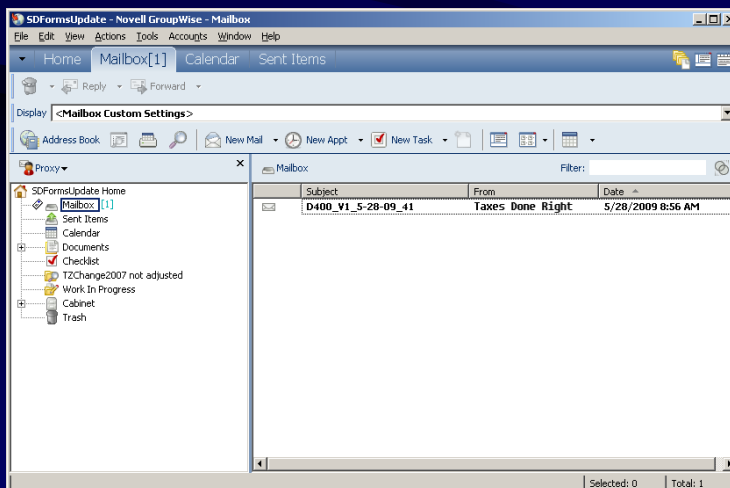 SDFormsUpdate - Novell GroupWise - Mailbox
File Edit View Actions Tools Accounts Window Help
Home Mailbox[1] Calendar Sent Items
Reply Forward
Display <Mailbox Custom Settings>
Address Book New Mail New Appt New Task
Proxy Mailbox Filter:
SDFormsUpdate Home
Mailbox [1]
Sent Items
Calendar
Documents
Checklist
TZChange2007 not adjusted
Work In Progress
Cabinet
Trash
Subject From Date
D400_V1_5-28-09_41 Taxes Done Right 5/28/2009 8:56 AM
Selected: 0 Total: 1